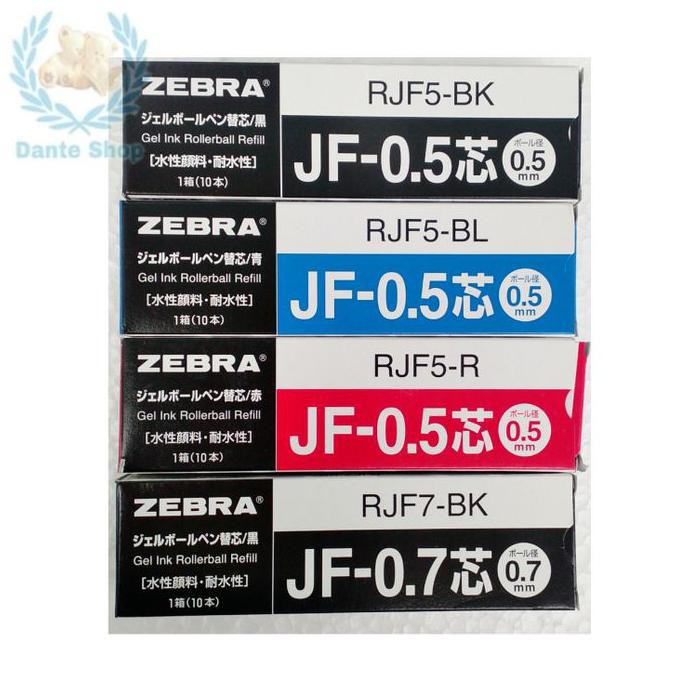 Dante Shop
ZEBRA®
ジェルボールペン替芯/黒
Gel Ink Rollerball Refill
[水性顔料・耐水性]
1箱(10本)
RJF5-BK
JF-0.5芯
ボール径
0.5
mm
ZEBRA®
ジェルボールペン替芯/青
Gel Ink Rollerball Refill
[水性顔料・耐水性]
1箱(10本)
RJF5-BL
JF-0.5芯
ボール径
0.5
mm
ZEBRA®
ジェルボールペン替芯/赤
Gel Ink Rollerball Refill
[水性顔料・耐水性]
1箱(10本)
RJF5-R
JF-0.5芯
ボール径
0.5
mm
ZEBRA®
ジェルボールペン替芯/黒
Gel Ink Rollerball Refill
[水性顔料・耐水性]
1箱(10本)
RJF7-BK
JF-0.7芯
ボール径
0.7
mm